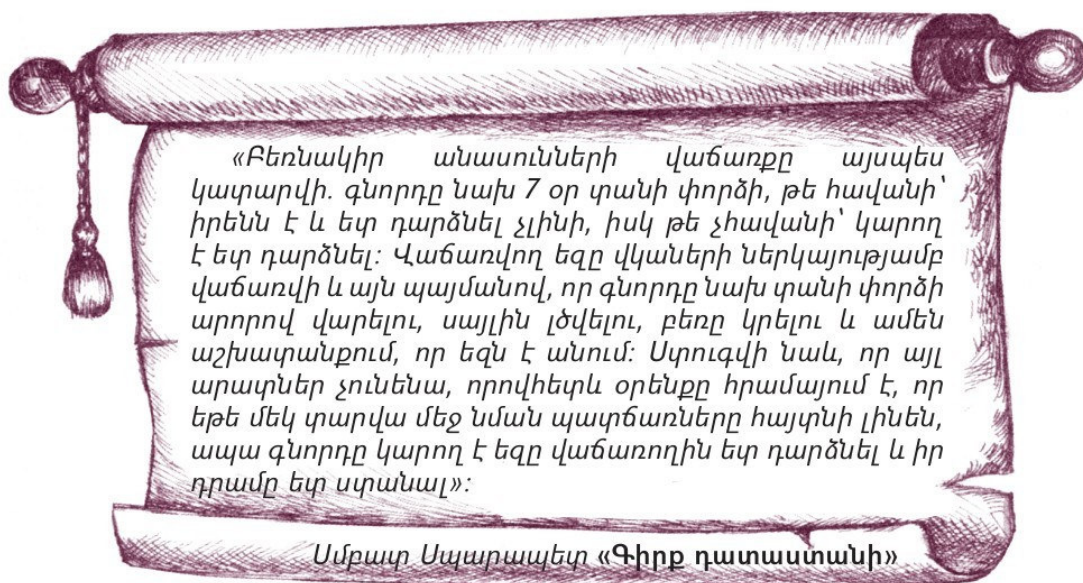 «Բեռնակիր անասունների վաճառքը այսպես
կատարվի. գնորդը նախ 7 օր տանի փորձի, թե հավանի՝
իրենն է և ետ դարձնել չլինի, իսկ թե չհավանի՝ կարող
է ետ դարձնել: Վաճառվող եզը վկաների ներկայությամբ
վաճառվի և այն պայմանով, որ գնորդը նախ տանի փորձի
արորով վարելու, սայլին լծվելու, բեռը կրելու և ամեն
աշխատանքում, որ եզն է անում: Ստուգվի նաև, որ այլ
արատներ չունենա, որովհետև օրենքը հրամայում է, որ
եթե մեկ տարվա մեջ նման պատճառները հայտնի լինեն,
ապա գնորդը կարող է եզը վաճառողին ետ դարձնել և իր
դրամը ետ ստանալ»:
Սմբատ Սպարապետ «Գիրք դատաստանի»